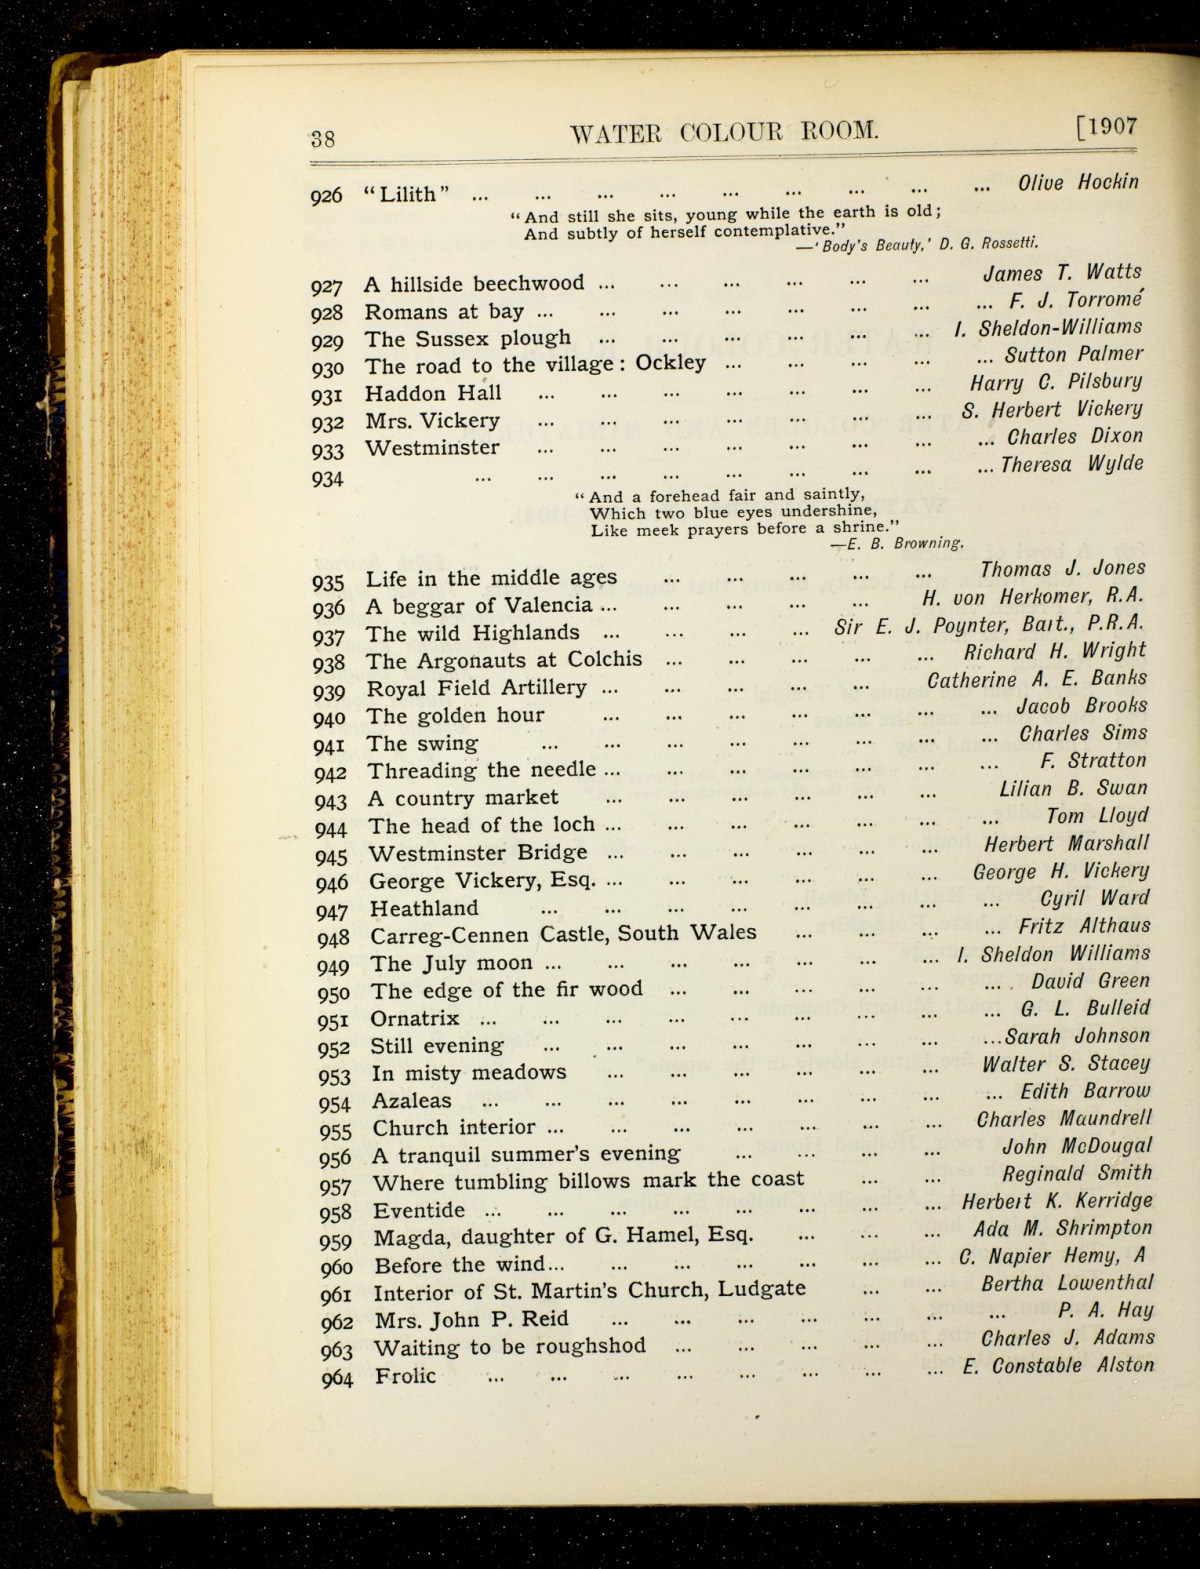 38 WATER COLOUR ROOM. [1907
926 "Lilith" ... ... ... ... ... ... ... ... ... Olive Hockin
"And still she sits, young while the earth is old;
And subtly of herself contemplative."
—'Body's Beauty,' D. G. Rossetti.
927 A hillside beechwood ... ... ... ... ... ... James T. Watts
928 Romans at bay ... ... ... ... ... ... ... ... F. J. Torromé
929 The Sussex plough ... ... ... ... ... ... I. Sheldon-Williams
930 The road to the village: Ockley ... ... ... ... ... Sutton Palmer
931 Haddon Hall ... ... ... ... ... ... ... Harry C. Pilsbury
932 Mrs. Vickery ... ... ... ... ... ... ... S. Herbert Vickery
933 Westminster ... ... ... ... ... ... ... ... Charles Dixon
934 ... ... ... ... ... ... ... ... ... Theresa Wylde
"And a forehead fair and saintly,
Which two blue eyes undershine,
Like meek prayers before a shrine."
—E. B. Browning.
935 Life in the middle ages ... ... ... ... ... Thomas J. Jones
936 A beggar of Valencia ... ... ... ... ... H. von Herkomer, R.A.
937 The wild Highlands ... ... ... ... Sir E. J. Poynter, Bart., P.R.A.
938 The Argonauts at Colchis ... ... ... ... ... Richard H. Wright
939 Royal Field Artillery ... ... ... ... ... Catherine A. E. Banks
940 The golden hour ... ... ... ... ... ... ... Jacob Brooks
941 The swing ... ... ... ... ... ... ... ... Charles Sims
942 Threading the needle ... ... ... ... ... ... ... F. Stratton
943 A country market ... ... ... ... ... ... Lilian B. Swan
944 The head of the loch ... ... ... ... ... ... ... Tom Lloyd
945 Westminster Bridge ... ... ... ... ... ... Herbert Marshall
946 George Vickery, Esq. ... ... ... ... ... ... George H. Vickery
947 Heathland ... ... ... ... ... ... ... ... Cyril Ward
948 Carreg-Cennen Castle, South Wales ... ... ... ... Fritz Althaus
949 The July moon ... ... ... ... ... ... ... I. Sheldon Williams
950 The edge of the fir wood ... ... ... ... ... ... David Green
951 Ornatrix ... ... ... ... ... ... ... ... ... G. L. Bulleid
952 Still evening ... ... ... ... ... ... ... ...Sarah Johnson
953 In misty meadows ... ... ... ... ... ... Walter S. Stacey
954 Azaleas ... ... ... ... ... ... ... ... ... Edith Barrow
955 Church interior ... ... ... ... ... ... ... Charles Maundrell
956 A tranquil summer's evening ... ... ... ... John McDougal
957 Where tumbling billows mark the coast ... ... Reginald Smith
958 Eventide ... ... ... ... ... ... ... ... Herbert K. Kerridge
959 Magda, daughter of G. Hamel, Esq. ... ... ... Ada M. Shrimpton
960 Before the wind... ... ... ... ... ... ... C. Napier Hemy, A
961 Interior of St. Martin's Church, Ludgate ... ... Bertha Lowenthal
962 Mrs. John P. Reid ... ... ... ... ... ... ... P. A. Hay
963 Waiting to be roughshod ... ... ... ... ... Charles J. Adams
964 Frolic ... ... ... ... ... ... ... ... E. Constable Alston